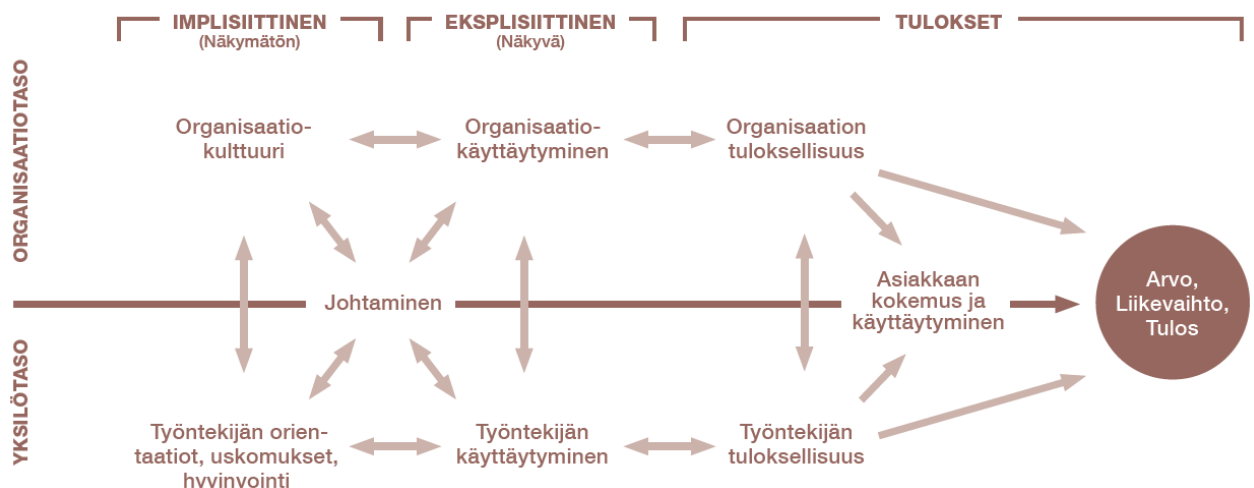 IMPLISIITTINEN
(Näkymätön)
EKSPLISIITTINEN
(Näkyvä)
TULOKSET
ORGANISAATIOTASO
Organisaatio-
kulttuuri
Organisaatio-
käyttäytyminen
Organisaation
tuloksellisuus
Johtaminen
Asiakkaan
kokemus ja
käyttäytyminen
Arvo,
Liikevaihto,
Tulos
YKSILÖTASO
Työntekijän orien-
taatiot, uskomukset,
hyvinvointi
Työntekijän
käyttäytyminen
Työntekijän
tuloksellisuus